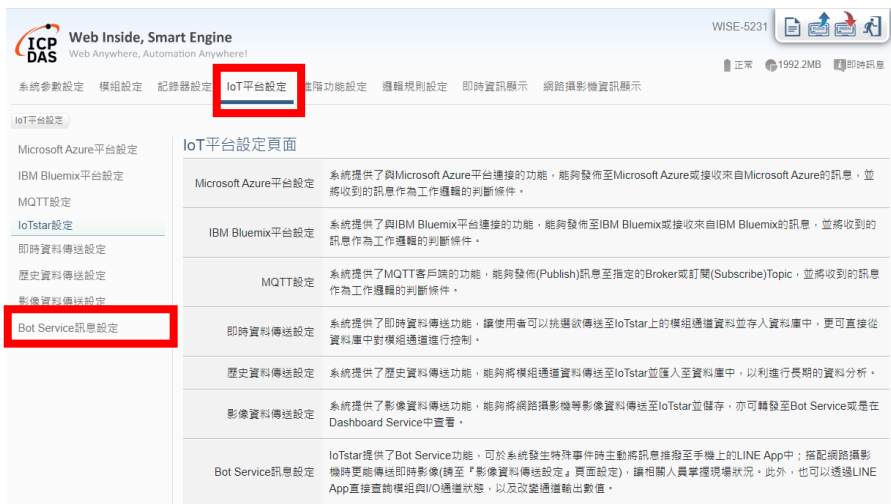 ICP
DAS
Web Inside, Smart Engine
Web Anywhere, Automation Anywhere!
WISE-5231
正常 1992.2MB 即時訊息
系統參數設定 模組設定 記錄器設定 IoT平台設定 進階功能設定 邏輯規則設定 即時資訊顯示 網路攝影機資訊顯示
IoT平台設定
Microsoft Azure平台設定
IBM Bluemix平台設定
MQTT設定
IoTstar設定
即時資料傳送設定
歷史資料傳送設定
影像資料傳送設定
Bot Service訊息設定
IoT平台設定頁面
Microsoft Azure平台設定
系統提供了與Microsoft Azure平台連接的功能，能夠發佈至Microsoft Azure或接收來自Microsoft Azure的訊息，並
將收到的訊息作為工作邏輯的判斷條件。
IBM Bluemix平台設定
系統提供了與IBM Bluemix平台連接的功能，能夠發佈至IBM Bluemix或接收來自IBM Bluemix的訊息，並將收到的
訊息作為工作邏輯的判斷條件。
MQTT設定
系統提供了MQTT客戶端的功能，能夠發佈(Publish)訊息至指定的Broker或訂閱(Subscribe)Topic，並將收到的訊息
作為工作邏輯的判斷條件。
即時資料傳送設定
系統提供了即時資料傳送功能，讓使用者可以挑選欲傳送至IoTstar上的模組通道資料並存入資料庫中，更可直接從
資料庫中對模組通道進行控制。
歷史資料傳送設定
系統提供了歷史資料傳送功能，能夠將模組通道資料傳送至IoTstar並匯入至資料庫中，以利進行長期的資料分析。
影像資料傳送設定
系統提供了影像資料傳送功能，能夠將網路攝影機等影像資料傳送至IoTstar並儲存，亦可轉發至Bot Service或是在
Dashboard Service中查看。
Bot Service訊息設定
IoTstar提供了Bot Service功能，可於系統發生特殊事件時主動將訊息推撥至手機上的LINE App中；搭配網路攝影
機時更能傳送即時影像(請至『影像資料傳送設定』頁面設定)，讓相關人員掌握現場狀況。此外，也可以透過LINE
App直接查詢模組與I/O通道狀態，以及改變通道輸出數值。